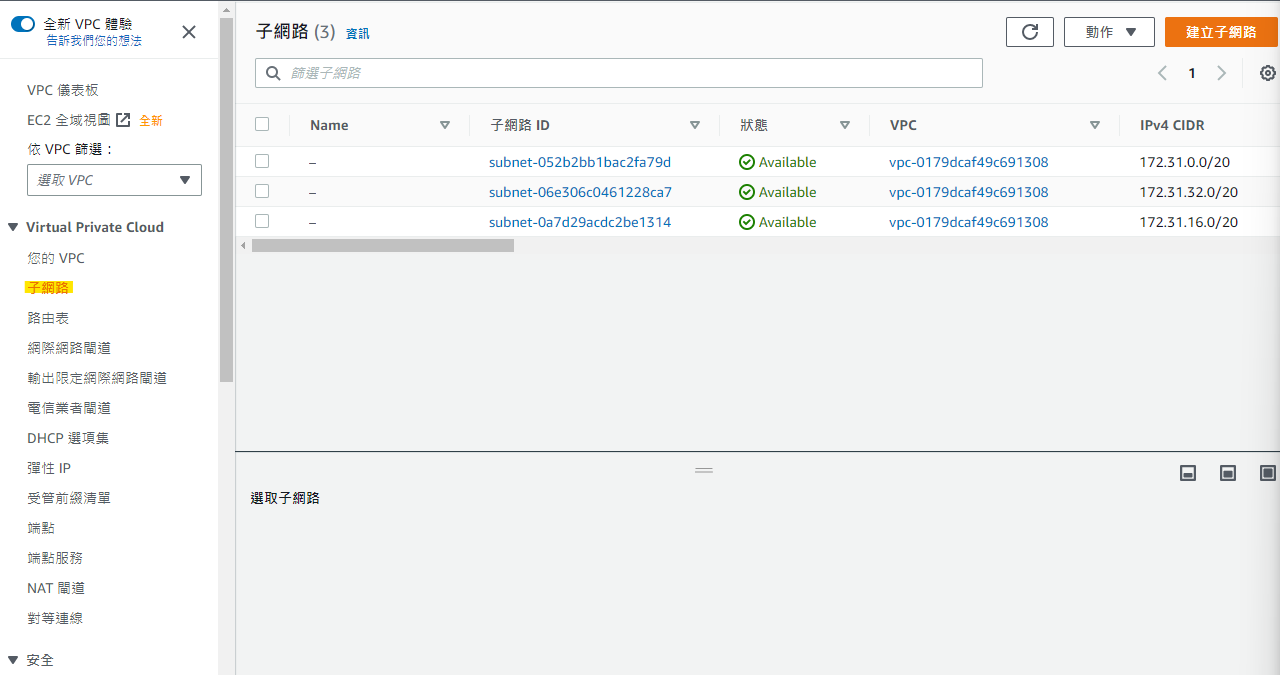 全新 VPC 體驗
告訴我們您的想法
VPC 儀表板
EC2 全域視圖 全新
依 VPC 篩選：
選取 VPC
Virtual Private Cloud
您的 VPC
子網路
路由表
網際網路閘道
輸出限定網際網路閘道
電信業者閘道
DHCP 選項集
彈性 IP
受管前綴清單
端點
端點服務
NAT 閘道
對等連線
安全
子網路 (3) 資訊
動作
建立子網路
篩選子網路
1
Name 子網路 ID 狀態 VPC IPv4 CIDR
– subnet-052b2bb1bac2fa79d Available vpc-0179dcaf49c691308 172.31.0.0/20
– subnet-06e306c0461228ca7 Available vpc-0179dcaf49c691308 172.31.32.0/20
– subnet-0a7d29acdc2be1314 Available vpc-0179dcaf49c691308 172.31.16.0/20
選取子網路